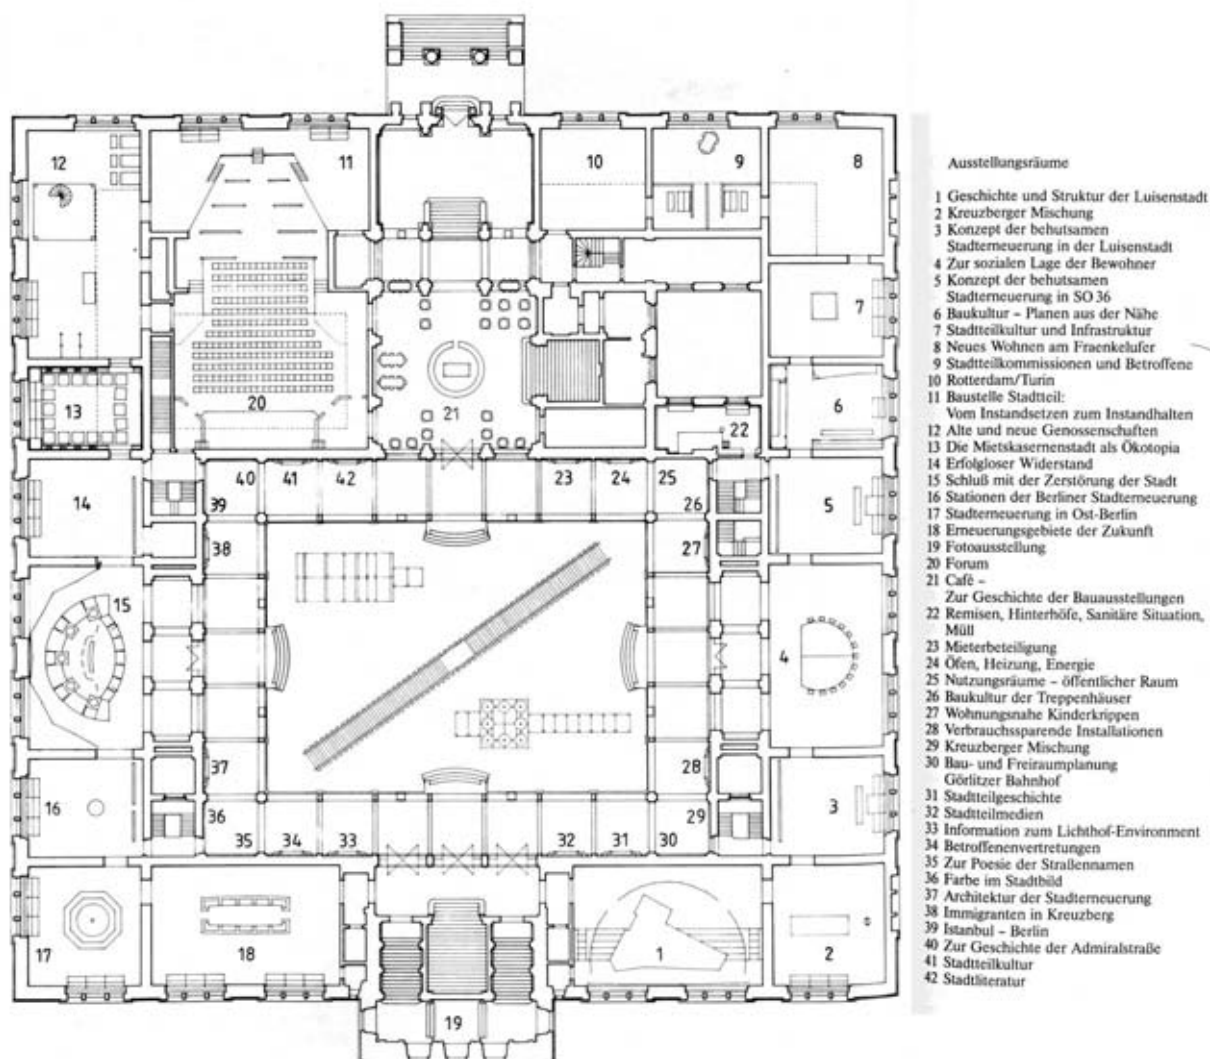 12
11
10
9
8
7
13
20
21
22
6
14
40
41
42
23
24
25
5
39
26
38
27
15
4
37
28
16
36
29
3
35
34
33
32
31
30
17
18
1
2
19
Ausstellungsräume
1 Geschichte und Struktur der Luisenstadt
2 Kreuzberger Mischung
3 Konzept der behutsamen
Stadterneuerung in der Luisenstadt
4 Zur sozialen Lage der Bewohner
5 Konzept der behutsamen
Stadterneuerung in SO 36
6 Baukultur – Planen aus der Nähe
7 Stadtteilkultur und Infrastruktur
8 Neues Wohnen am Fraenkelufer
9 Stadtteilkommissionen und Betroffene
10 Rotterdam/Turin
11 Baustelle Stadtteil:
Vom Instandsetzen zum Instandhalten
12 Alte und neue Genossenschaften
13 Die Mietskasernenstadt als Ökotopia
14 Erfolgloser Widerstand
15 Schluß mit der Zerstörung der Stadt
16 Stationen der Berliner Stadterneuerung
17 Stadterneuerung in Ost-Berlin
18 Erneuerungsgebiete der Zukunft
19 Fotoausstellung
20 Forum
21 Café –
Zur Geschichte der Bauausstellungen
22 Remisen, Hinterhöfe, Sanitäre Situation,
Müll
23 Mieterbeteiligung
24 Öfen, Heizung, Energie
25 Nutzungsräume – öffentlicher Raum
26 Baukultur der Treppenhäuser
27 Wohnungsnahe Kinderkrippen
28 Verbrauchssparende Installationen
29 Kreuzberger Mischung
30 Bau- und Freiraumplanung
Görlitzer Bahnhof
31 Stadtteilgeschichte
32 Stadtteilmedien
33 Information zum Lichthof-Environment
34 Betroffenenvertretungen
35 Zur Poesie der Straßennamen
36 Farbe im Stadtbild
37 Architektur der Stadterneuerung
38 Immigranten in Kreuzberg
39 Istanbul – Berlin
40 Zur Geschichte der Admiralstraße
41 Stadtteilkultur
42 Stadtliteratur